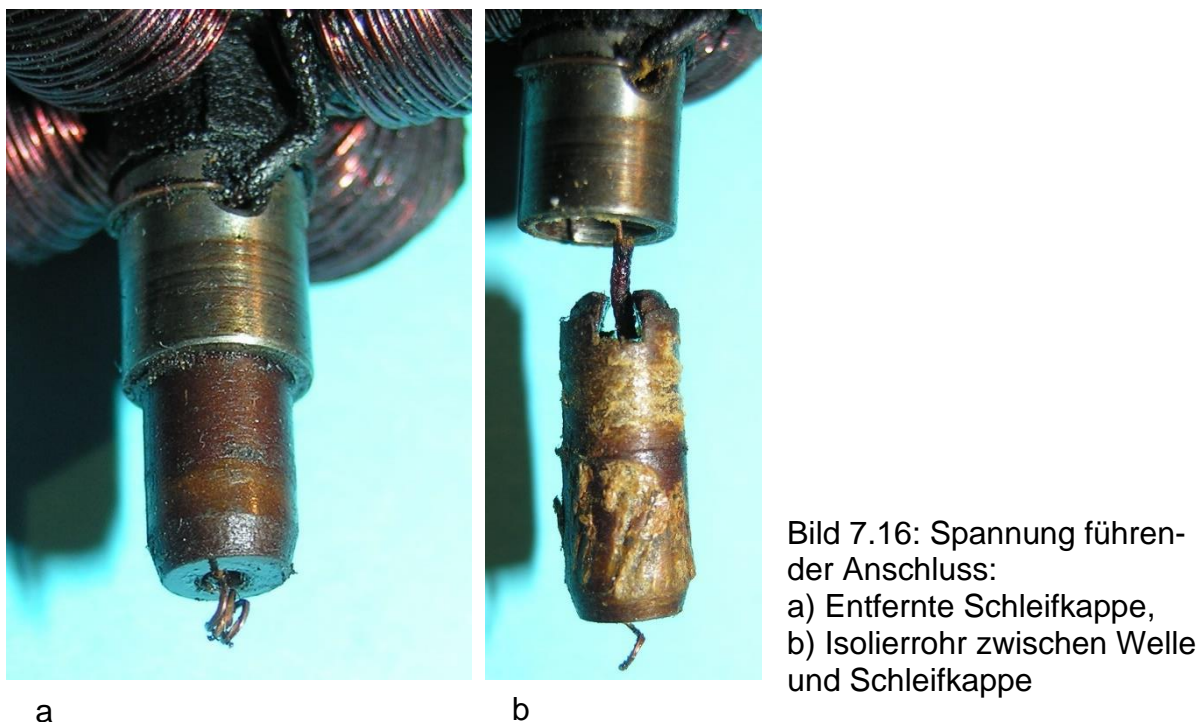 Bild 7.16: Spannung führen-
der Anschluss:
a) Entfernte Schleifkappe,
b) Isolierrohr zwischen Welle
und Schleifkappe
a
b